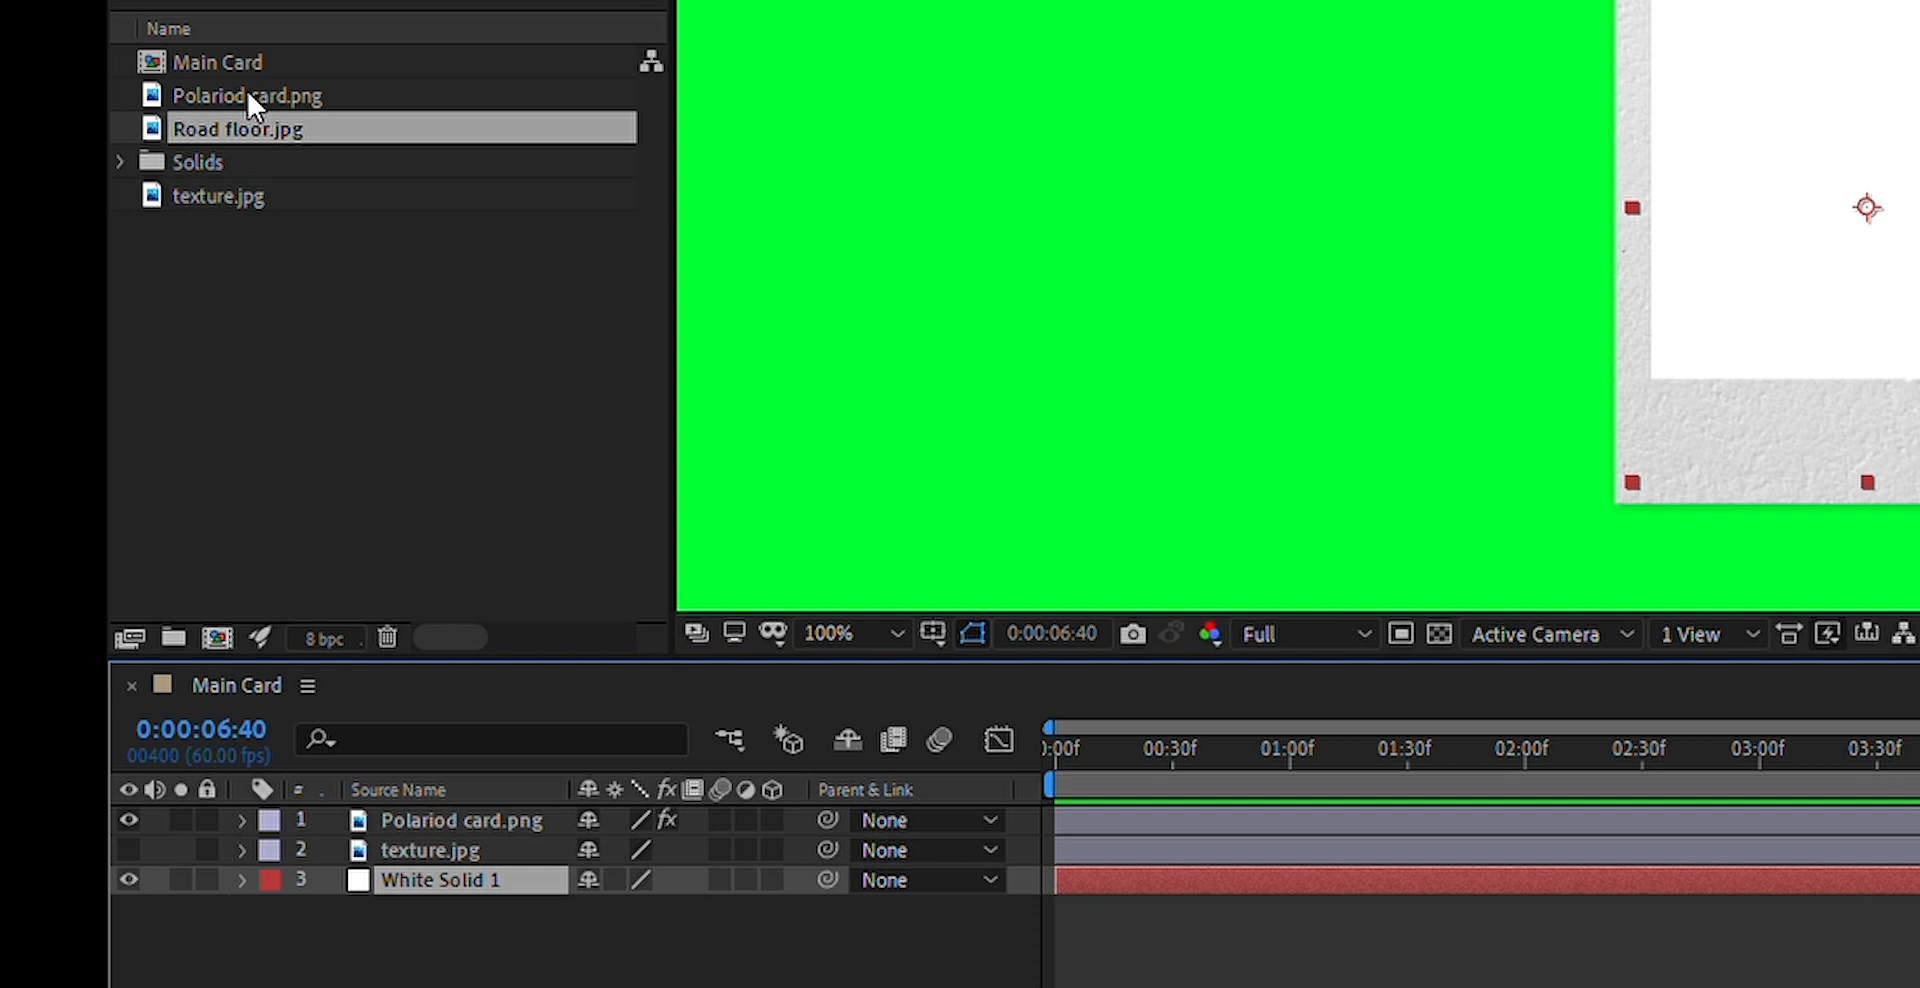 Name
Main Card
Polariod card.png
Road floor.jpg
Solids
texture.jpg
8 bpc
100%
0:00:06:40
Full
Active Camera
1 View
Main Card
0:00:06:40
00400 (60.00 fps)
):00f 00:30f 01:00f 01:30f 02:00f 02:30f 03:00f 03:30f
# . Source Name fx Parent & Link
1 Polariod card.png fx None
2 texture.jpg None
3 White Solid 1 None